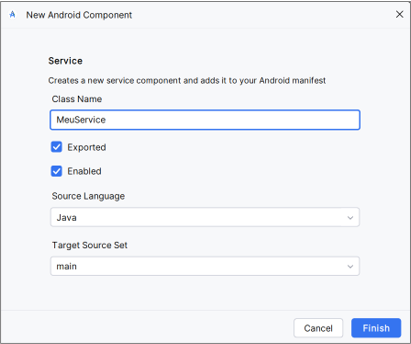 New Android Component
Service
Creates a new service component and adds it to your Android manifest
Class Name
MeuService
Exported
Enabled
Source Language
Java
Target Source Set
main
Cancel
Finish